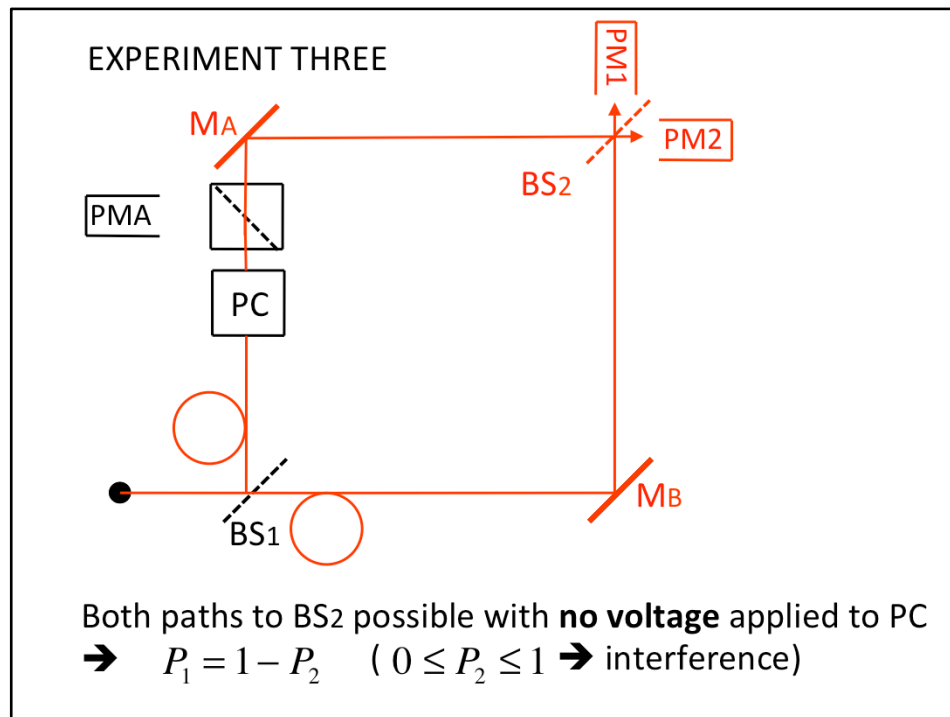 EXPERIMENT THREE
PM1
MA
PM2
BS2
PMA
PC
MB
BS1
Both paths to BS2 possible with no voltage applied to PC
➔ P₁ = 1 − P₂ ( 0 ≤ P₂ ≤ 1 ➔ interference)